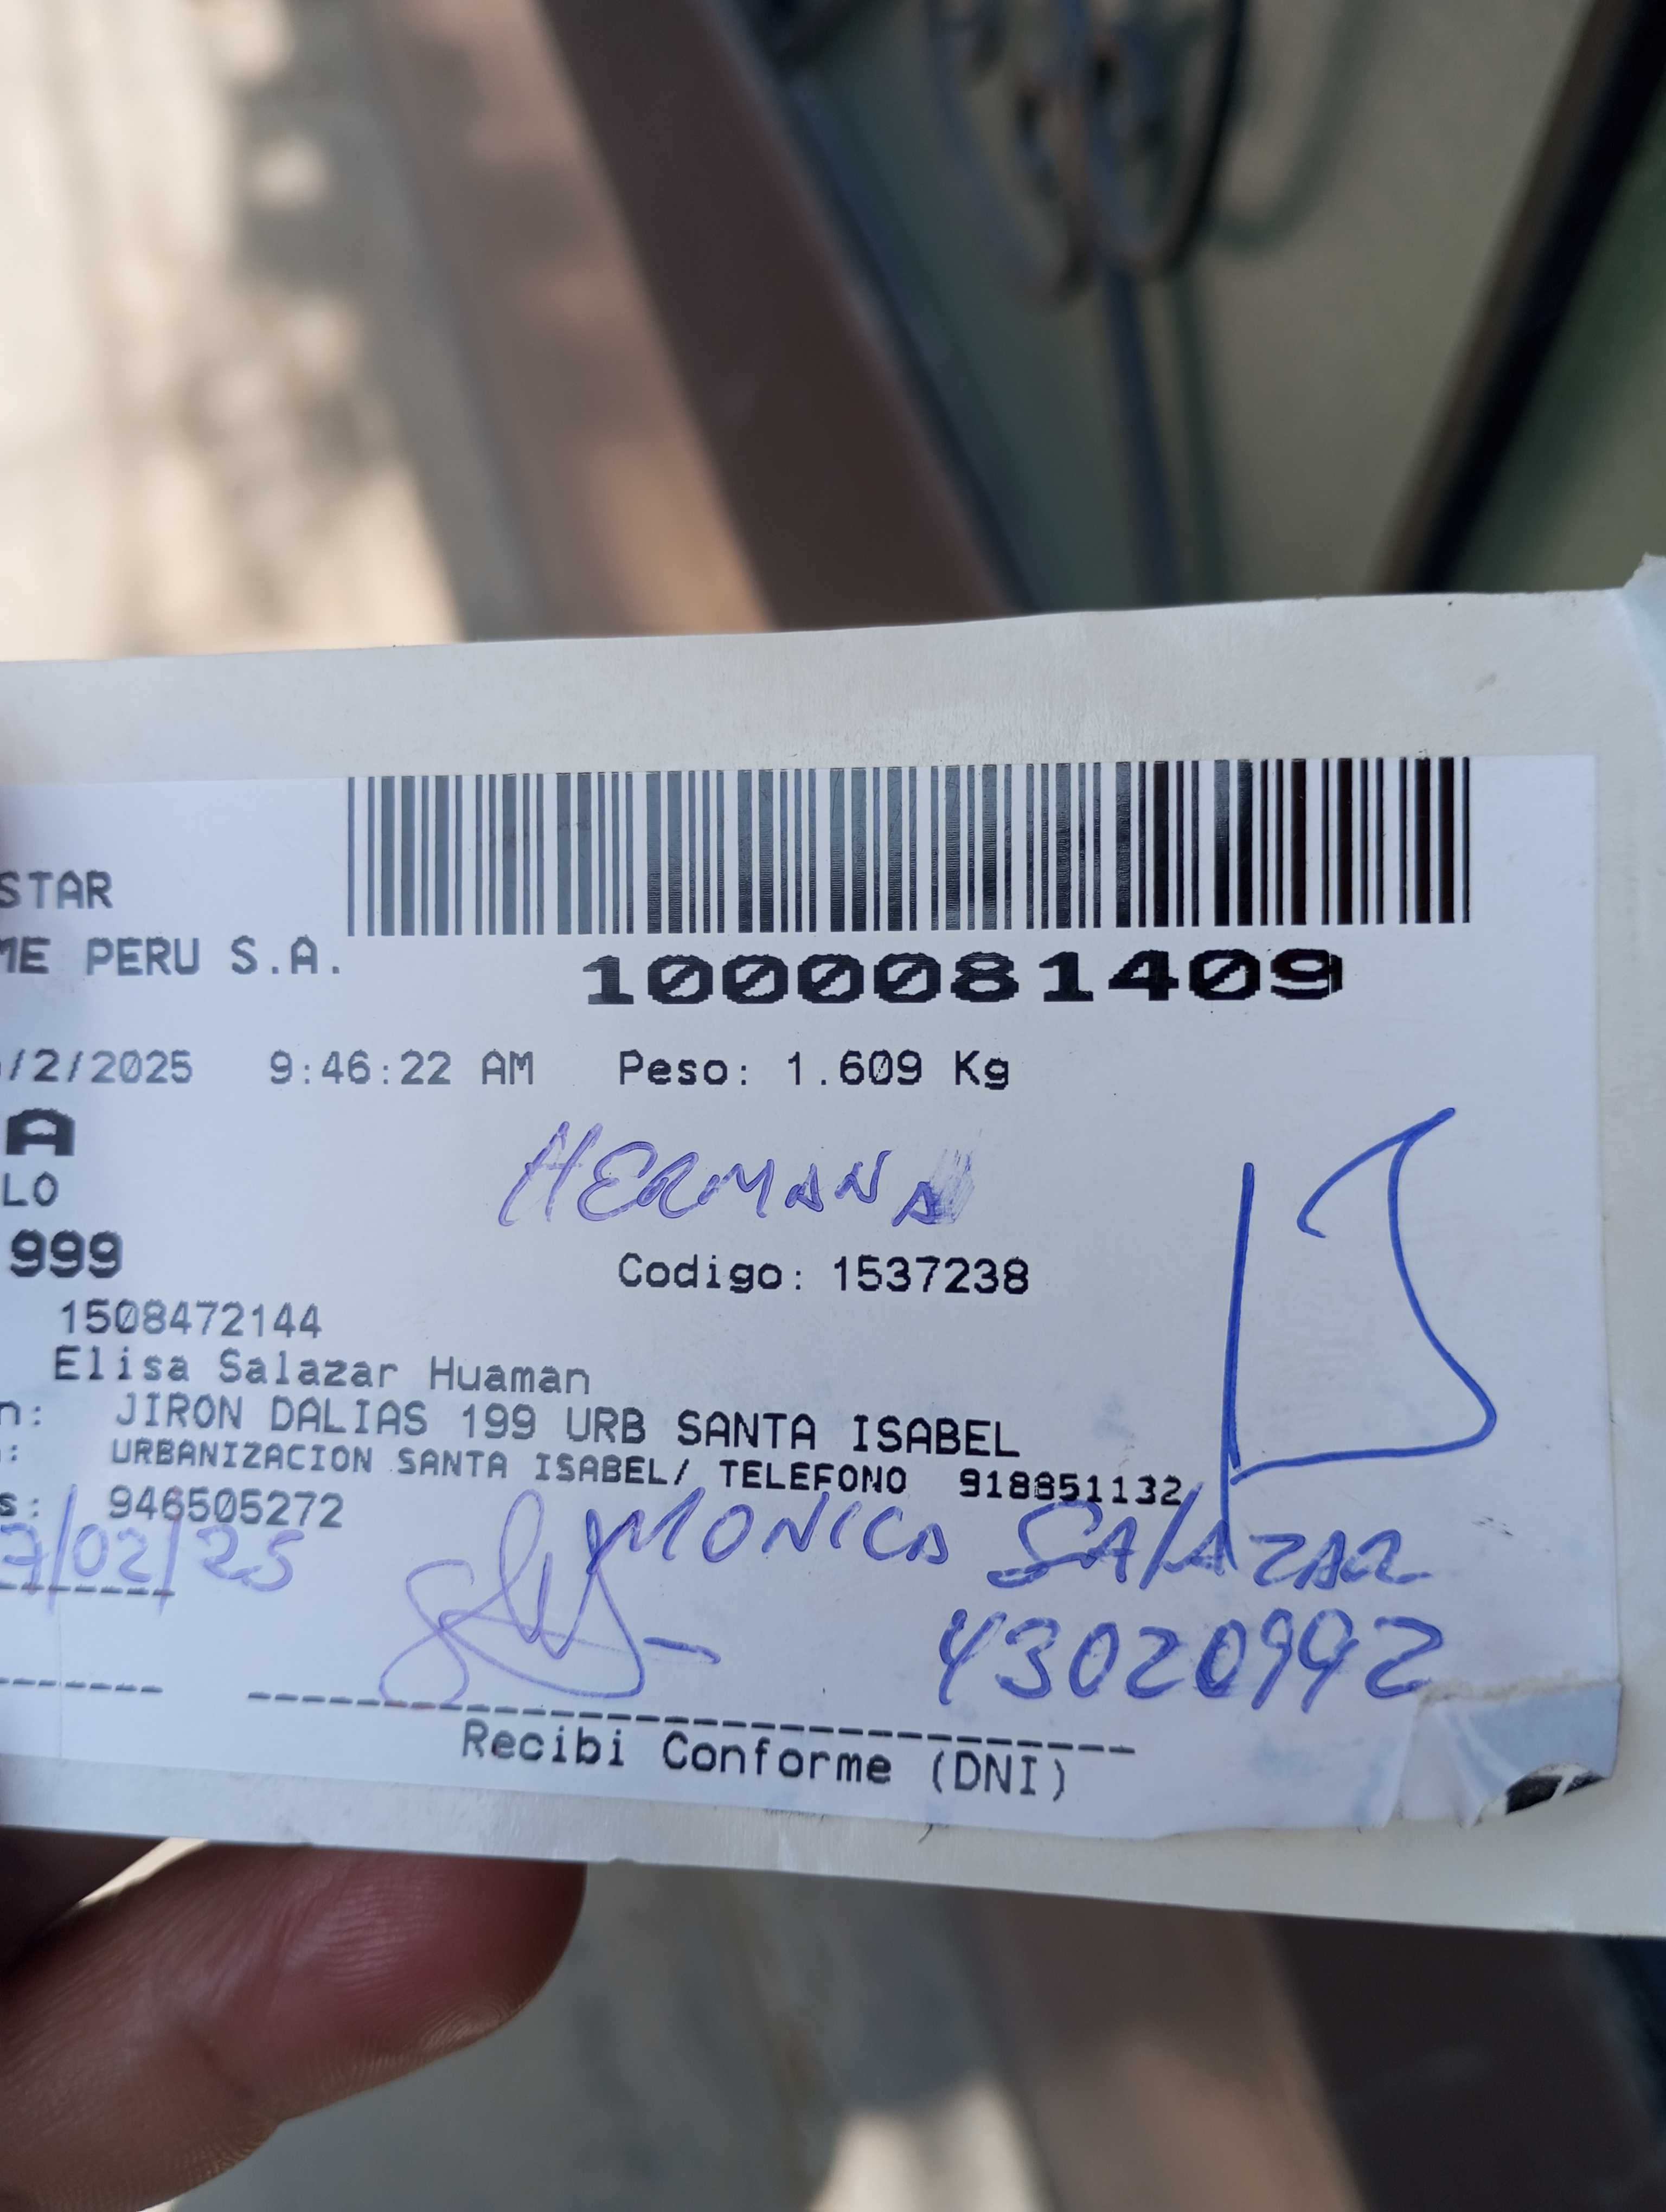 STAR
ME PERU S.A.
1000081409
/2/2025 9:46:22 AM Peso: 1.609 Kg
A
LO
HERMANA
999
Codigo: 1537238
1508472144
Elisa Salazar Huaman
n: JIRON DALIAS 199 URB SANTA ISABEL
: URBANIZACION SANTA ISABEL/ TELEFONO 918851132
s: 946505272
7/02/25
MONICA SALAZAR
43020992
Recibi Conforme (DNI)